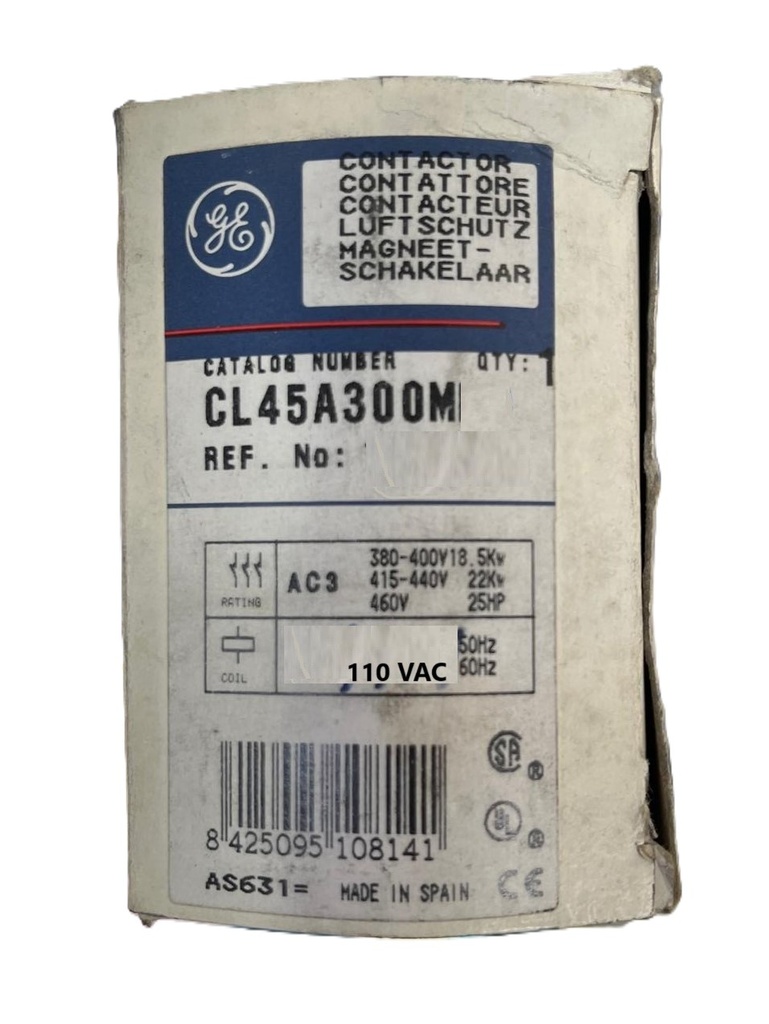 GE
CONTACTOR
CONTATTORE
CONTACTEUR
LUFTSCHUTZ
MAGNEET-
SCHAKELAAR
CATALOG NUMBER QTY: 1
CL45A300M
REF. No:
RATING
AC3
380-400V 18.5Kw
415-440V 22Kw
460V 25HP
COIL
110 VAC
50Hz
60Hz
SA ®
UL ®
8 425095 108141
AS631=
MADE IN SPAIN
CE